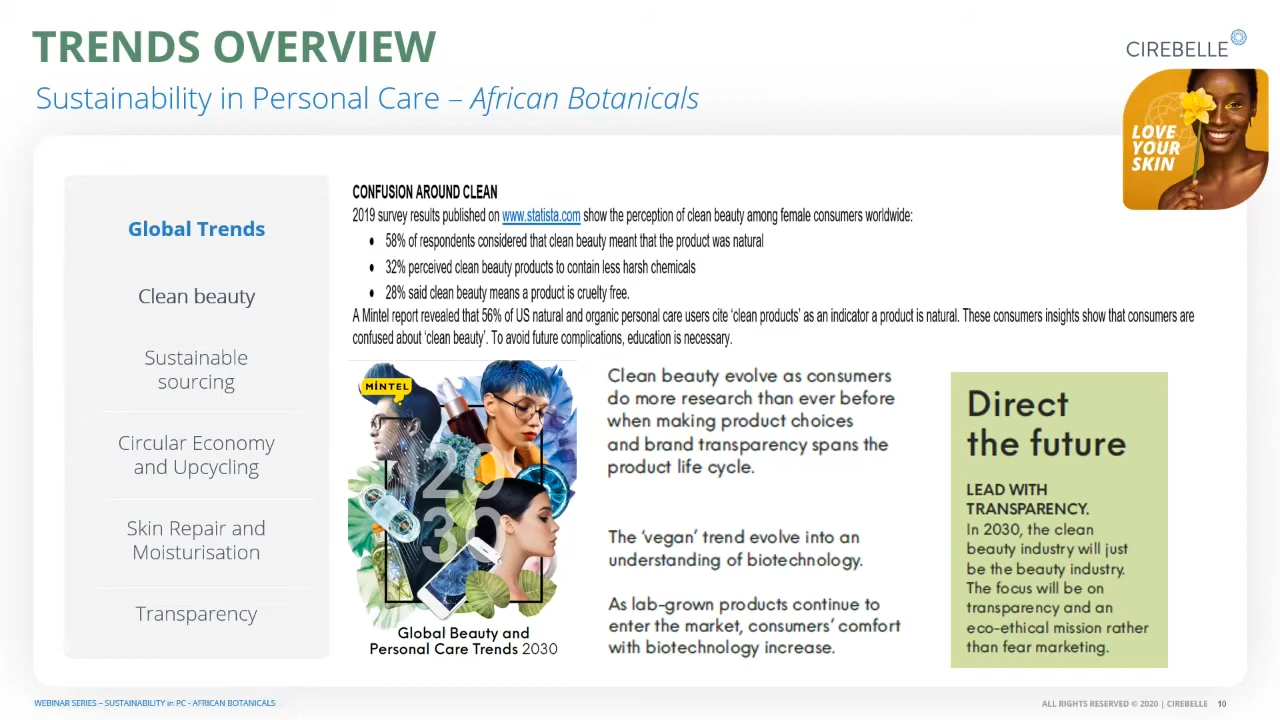 TRENDS OVERVIEW
Sustainability in Personal Care – African Botanicals
CIREBELLE
LOVE
YOUR
SKIN
Global Trends
Clean beauty
Sustainable
sourcing
Circular Economy
and Upcycling
Skin Repair and
Moisturisation
Transparency
CONFUSION AROUND CLEAN
2019 survey results published on www.statista.com show the perception of clean beauty among female consumers worldwide:
• 58% of respondents considered that clean beauty meant that the product was natural
• 32% perceived clean beauty products to contain less harsh chemicals
• 28% said clean beauty means a product is cruelty free.
A Mintel report revealed that 56% of US natural and organic personal care users cite ‘clean products’ as an indicator a product is natural. These consumers insights show that consumers are
confused about ‘clean beauty’. To avoid future complications, education is necessary.
MINTEL
20
30
Global Beauty and
Personal Care Trends 2030
Clean beauty evolve as consumers
do more research than ever before
when making product choices
and brand transparency spans the
product life cycle.
The ‘vegan’ trend evolve into an
understanding of biotechnology.
As lab-grown products continue to
enter the market, consumers’ comfort
with biotechnology increase.
Direct
the future
LEAD WITH
TRANSPARENCY.
In 2030, the clean
beauty industry will just
be the beauty industry.
The focus will be on
transparency and an
eco-ethical mission rather
than fear marketing.
WEBINAR SERIES – SUSTAINABILITY in PC - AFRICAN BOTANICALS
ALL RIGHTS RESERVED © 2020 | CIREBELLE 10